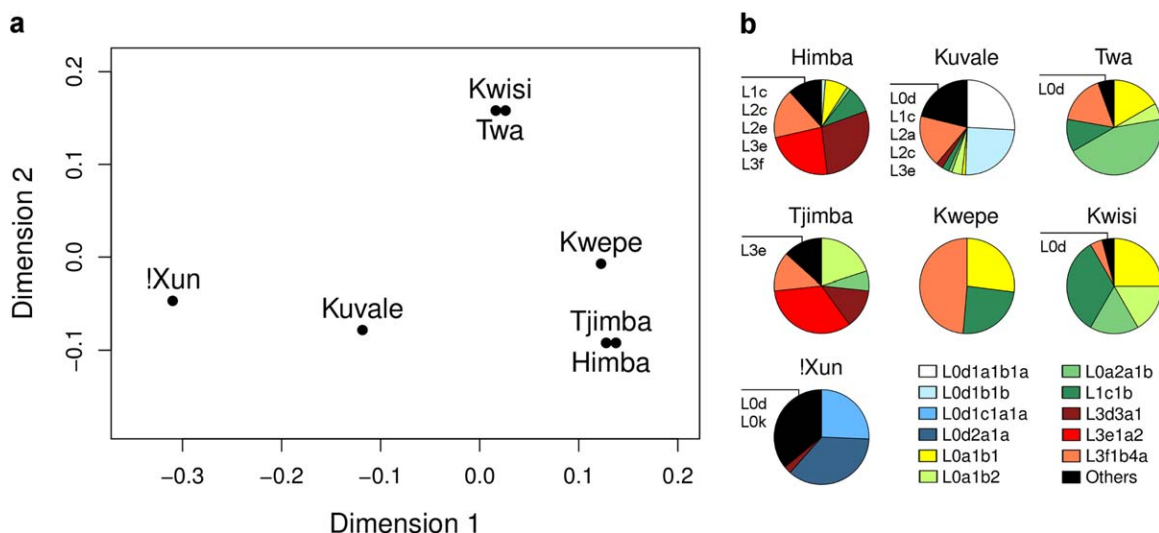 a
Dimension 2
0.2
0.1
0.0
−0.1
Kwisi
Twa
Kwepe
!Xun
Kuvale
Tjimba
Himba
−0.3
−0.2
−0.1
0.0
0.1
0.2
Dimension 1
b
Himba
L1c
L2c
L2e
L3e
L3f
Kuvale
L0d
L1c
L2a
L2c
L3e
Twa
L0d
Tjimba
L3e
Kwepe
Kwisi
L0d
!Xun
L0d
L0k
L0d1a1b1a
L0d1b1b
L0d1c1a1a
L0d2a1a
L0a1b1
L0a1b2
L0a2a1b
L1c1b
L3d3a1
L3e1a2
L3f1b4a
Others